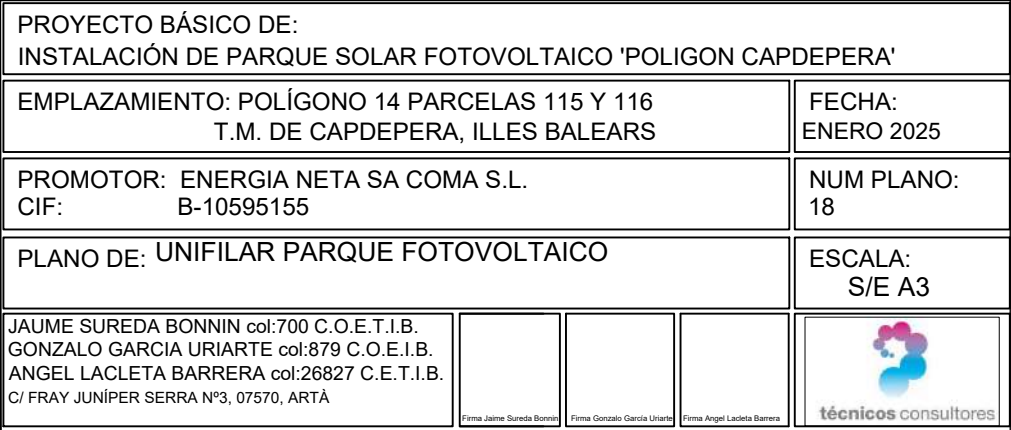 PROYECTO BÁSICO DE:
INSTALACIÓN DE PARQUE SOLAR FOTOVOLTAICO 'POLIGON CAPDEPERA'
EMPLAZAMIENTO: POLÍGONO 14 PARCELAS 115 Y 116
T.M. DE CAPDEPERA, ILLES BALEARS
FECHA:
ENERO 2025
PROMOTOR: ENERGIA NETA SA COMA S.L.
CIF: B-10595155
NUM PLANO:
18
PLANO DE: UNIFILAR PARQUE FOTOVOLTAICO
ESCALA:
S/E A3
JAUME SUREDA BONNIN col:700 C.O.E.T.I.B.
GONZALO GARCIA URIARTE col:879 C.O.E.I.B.
ANGEL LACLETA BARRERA col:26827 C.E.T.I.B.
C/ FRAY JUNÍPER SERRA Nº3, 07570, ARTÀ
Firma Jaime Sureda Bonnin
Firma Gonzalo García Uriarte
Firma Angel Lacleta Barrera
técnicos consultores